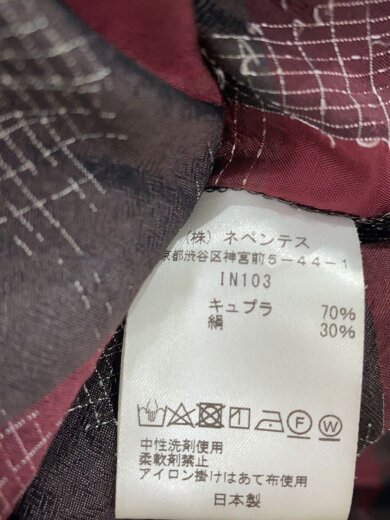 (株) ネペンテス
京都渋谷区神宮前5-44-1
IN103
キュプラ 70%
絹 30%
F W
中性洗剤使用
柔軟剤禁止
アイロン掛けはあて布使用
日本製